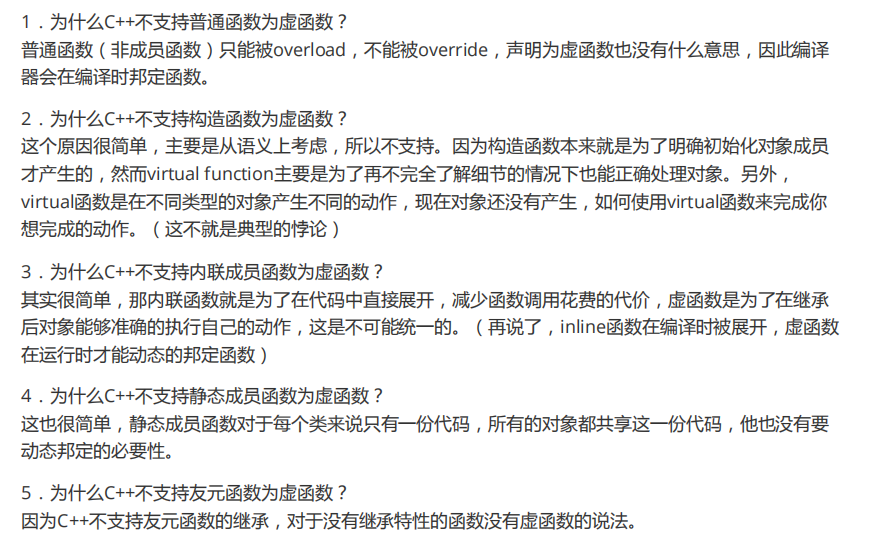 1．为什么C++不支持普通函数为虚函数？
普通函数（非成员函数）只能被overload，不能被override，声明为虚函数也没有什么意思，因此编译
器会在编译时邦定函数。
2．为什么C++不支持构造函数为虚函数？
这个原因很简单，主要是从语义上考虑，所以不支持。因为构造函数本来就是为了明确初始化对象成员
才产生的，然而virtual function主要是为了再不完全了解细节的情况下也能正确处理对象。另外，
virtual函数是在不同类型的对象产生不同的动作，现在对象还没有产生，如何使用virtual函数来完成你
想完成的动作。（这不就是典型的悖论）
3．为什么C++不支持内联成员函数为虚函数？
其实很简单，那内联函数就是为了在代码中直接展开，减少函数调用花费的代价，虚函数是为了在继承
后对象能够准确的执行自己的动作，这是不可能统一的。（再说了，inline函数在编译时被展开，虚函数
在运行时才能动态的邦定函数）
4．为什么C++不支持静态成员函数为虚函数？
这也很简单，静态成员函数对于每个类来说只有一份代码，所有的对象都共享这一份代码，他也没有要
动态邦定的必要性。
5．为什么C++不支持友元函数为虚函数？
因为C++不支持友元函数的继承，对于没有继承特性的函数没有虚函数的说法。